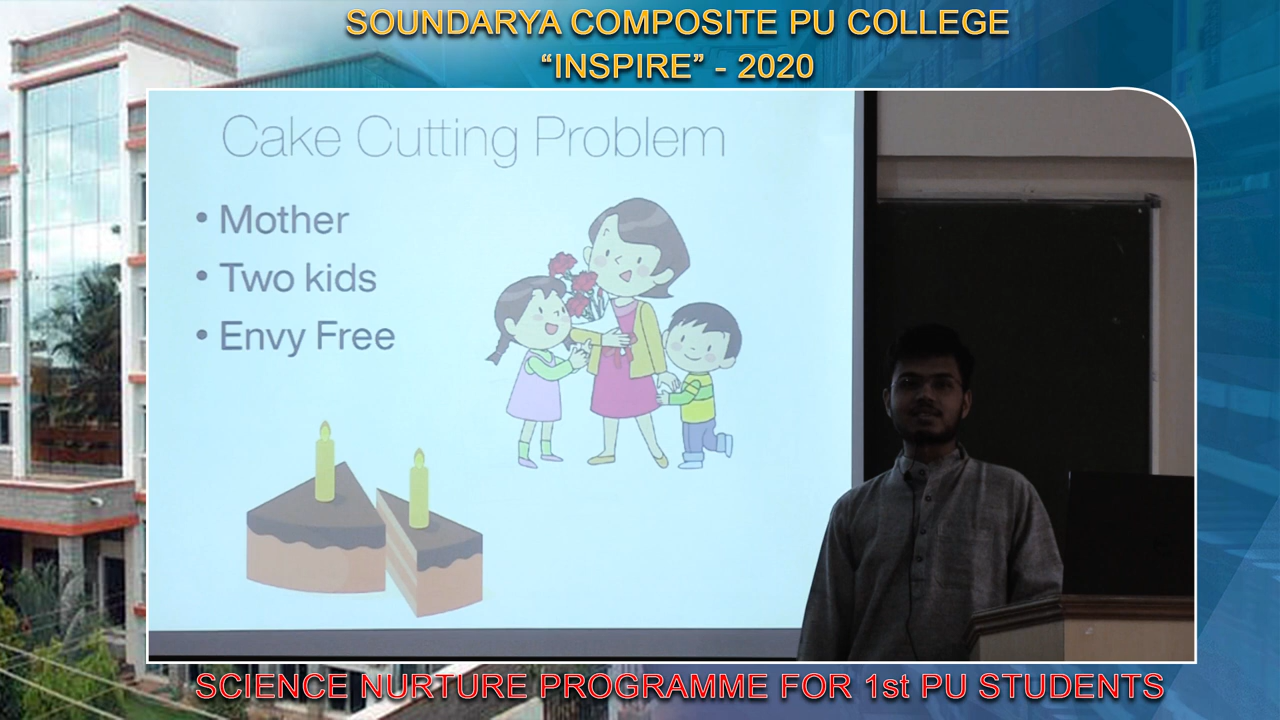 SOUNDARYA COMPOSITE PU COLLEGE
“INSPIRE” - 2020
Cake Cutting Problem
• Mother
• Two kids
• Envy Free
SCIENCE NURTURE PROGRAMME FOR 1st PU STUDENTS